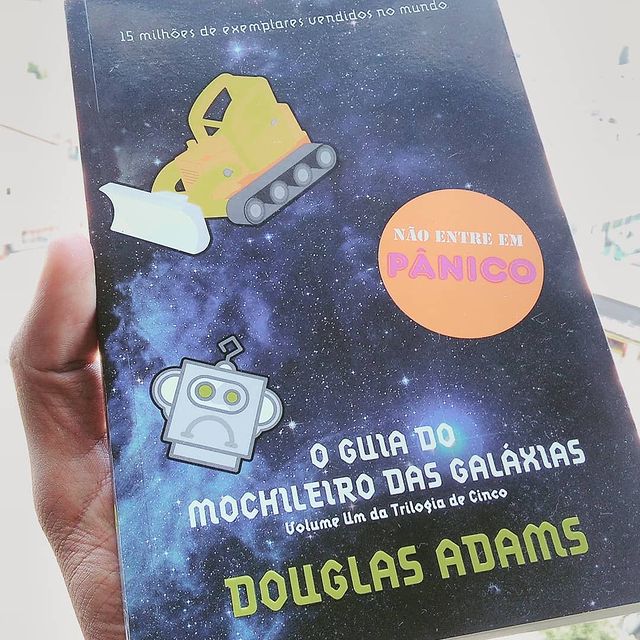 15 milhões de exemplares vendidos no mundo
NÃO ENTRE EM
PÂNICO
O GUIA DO
MOCHILEIRO DAS GALÁXIAS
Volume Um da Trilogia de Cinco
DOUGLAS ADAMS